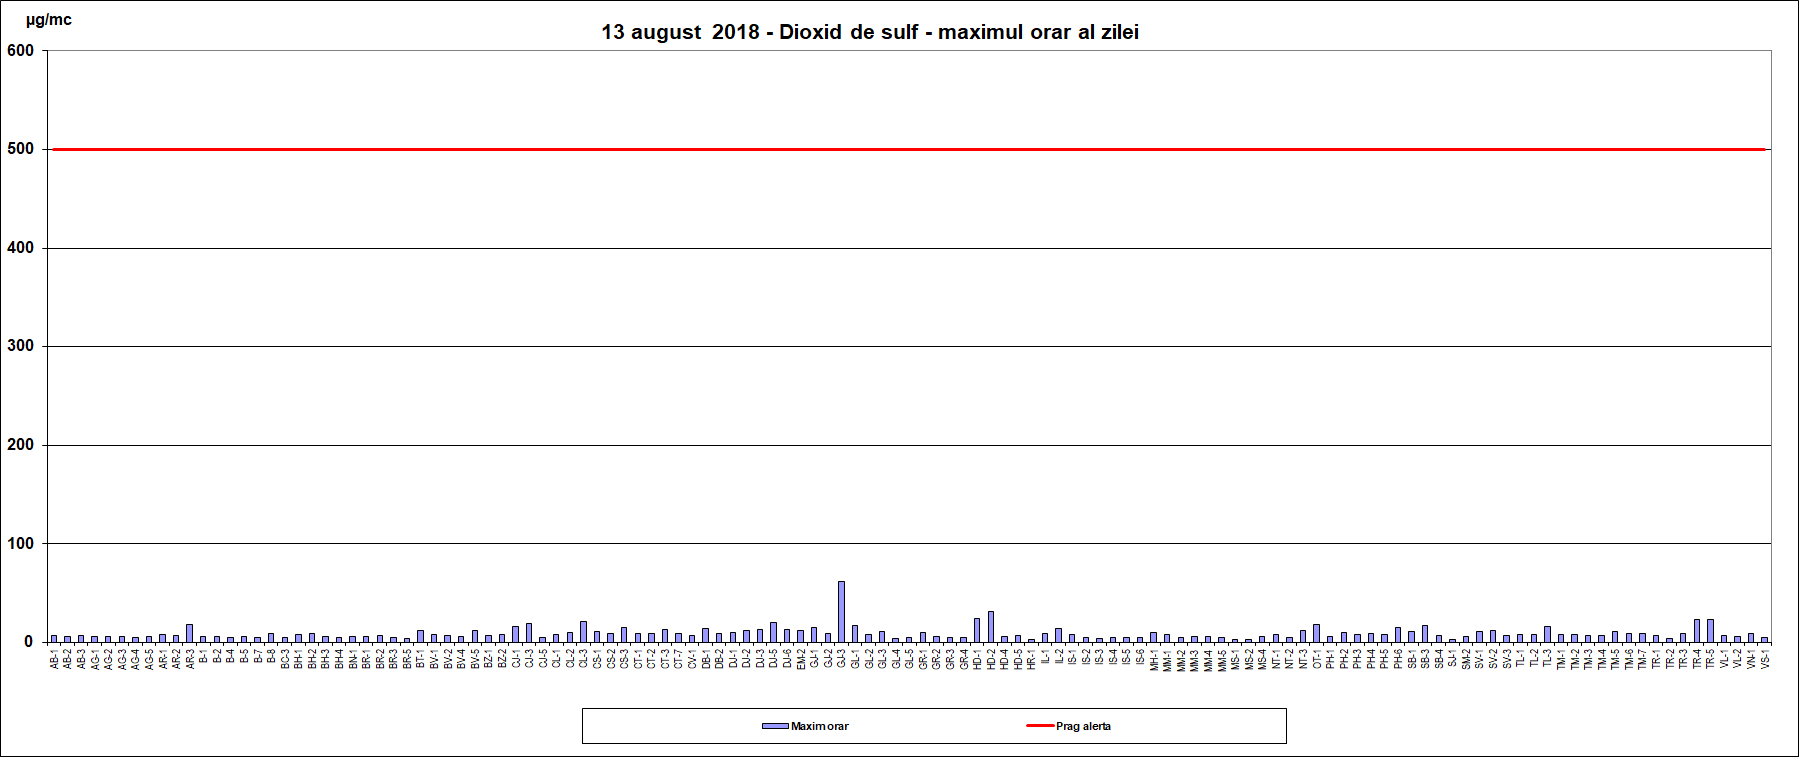 µg/mc
13 august 2018 - Dioxid de sulf - maximul orar al zilei
600
500
400
300
200
100
0
AB-1 AB-2 AB-3 AG-1 AG-2 AG-3 AG-4 AG-5 AR-1 AR-2 AR-3 B-1 B-2 B-4 B-5 B-7 B-8 BC-3 BH-1 BH-2 BH-3 BH-4 BN-1 BR-1 BR-2 BR-3 BR-5 BT-1 BV-1 BV-2 BV-4 BV-5 BZ-1 BZ-2 CJ-1 CJ-3 CJ-5 CL-1 CL-2 CL-3 CS-1 CS-2 CS-3 CT-1 CT-2 CT-3 CT-7 CV-1 DB-1 DB-2 DJ-1 DJ-2 DJ-3 DJ-5 DJ-6 EM-2 GJ-1 GJ-2 GJ-3 GL-1 GL-2 GL-3 GL-4 GL-5 GR-1 GR-2 GR-3 GR-4 HD-1 HD-2 HD-4 HD-5 HR-1 IL-1 IL-2 IS-1 IS-2 IS-3 IS-4 IS-5 IS-6 MH-1 MM-1 MM-2 MM-3 MM-4 MM-5 MS-1 MS-2 MS-4 NT-1 NT-2 NT-3 OT-1 PH-1 PH-2 PH-3 PH-4 PH-5 PH-6 SB-1 SB-3 SB-4 SJ-1 SM-2 SV-1 SV-2 SV-3 TL-1 TL-2 TL-3 TM-1 TM-2 TM-3 TM-4 TM-5 TM-6 TM-7 TR-1 TR-2 TR-3 TR-4 TR-5 VL-1 VL-2 VN-1 VS-1
Maxim orar Prag alerta